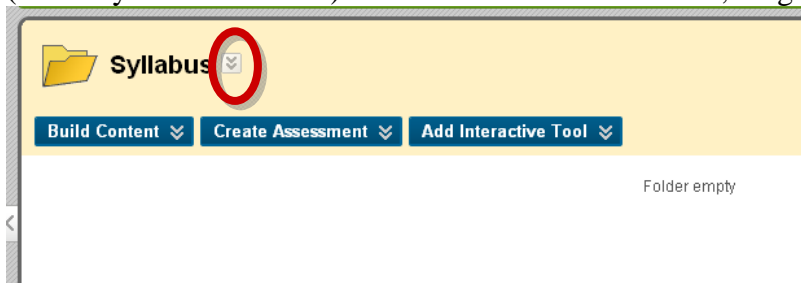 Syllabus
Build Content Create Assessment Add Interactive Tool
Folder empty